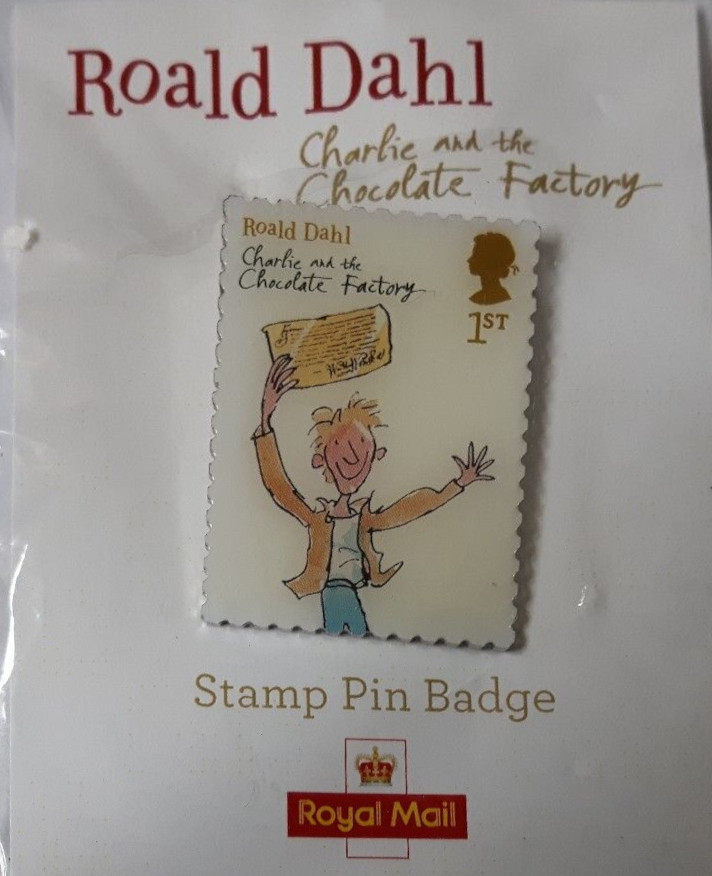 Roald Dahl
Charlie and the
Chocolate Factory
Roald Dahl
Charlie and the
Chocolate Factory
1ST
Stamp Pin Badge
Royal Mail